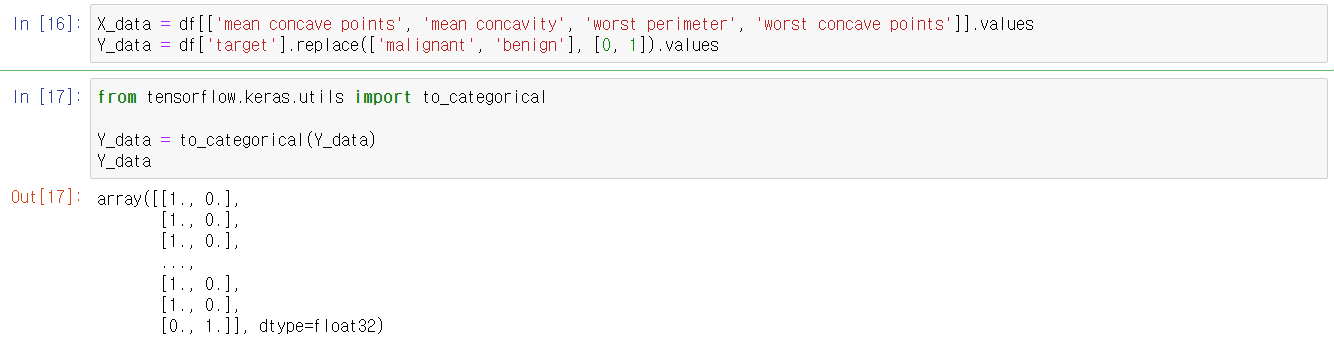 In [16]: X_data = df[['mean concave points', 'mean concavity', 'worst perimeter', 'worst concave points']].values
Y_data = df['target'].replace(['malignant', 'benign'], [0, 1]).values
In [17]: from tensorflow.keras.utils import to_categorical
Y_data = to_categorical(Y_data)
Y_data
Out[17]: array([[1., 0.],
[1., 0.],
[1., 0.],
...,
[1., 0.],
[1., 0.],
[0., 1.]], dtype=float32)